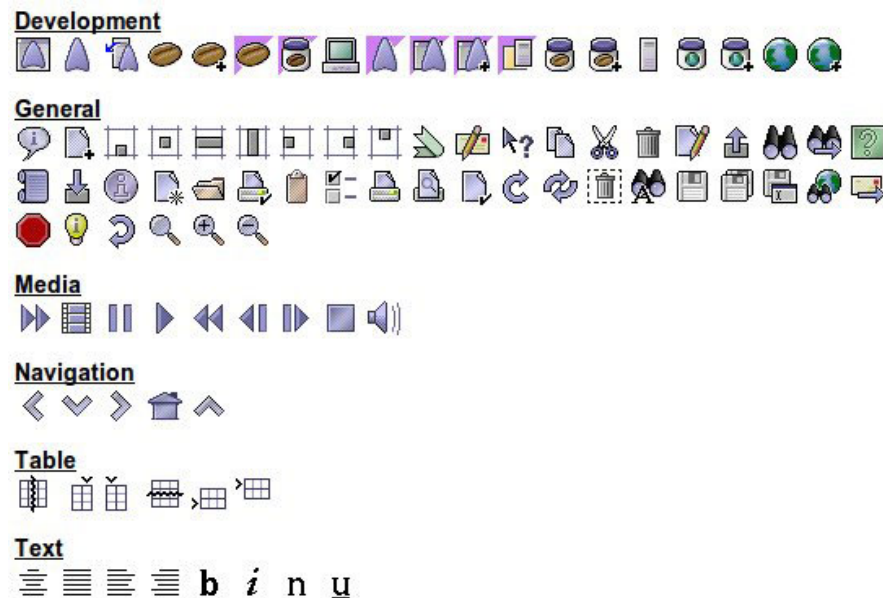 Development
General
Media
Navigation
Table
Text
b i n u